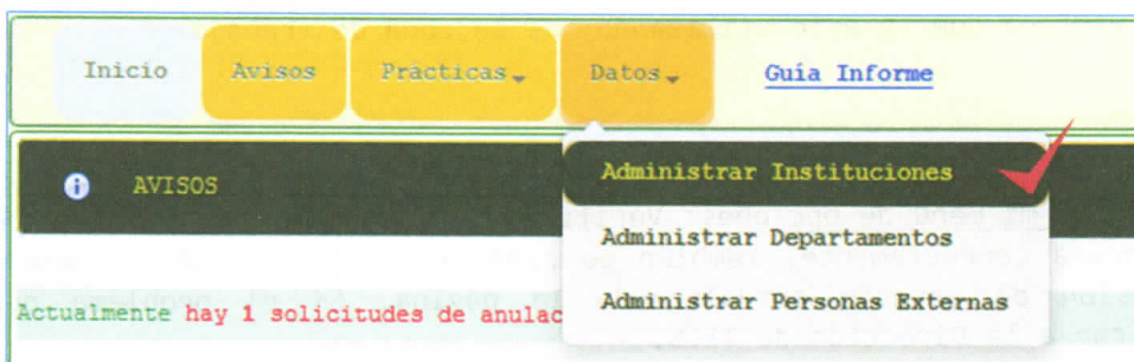 Inicio Avisos Prácticas Datos Guía Informe
AVISOS
Administrar Instituciones
Administrar Departamentos
Administrar Personas Externas
Actualmente hay 1 solicitudes de anulac